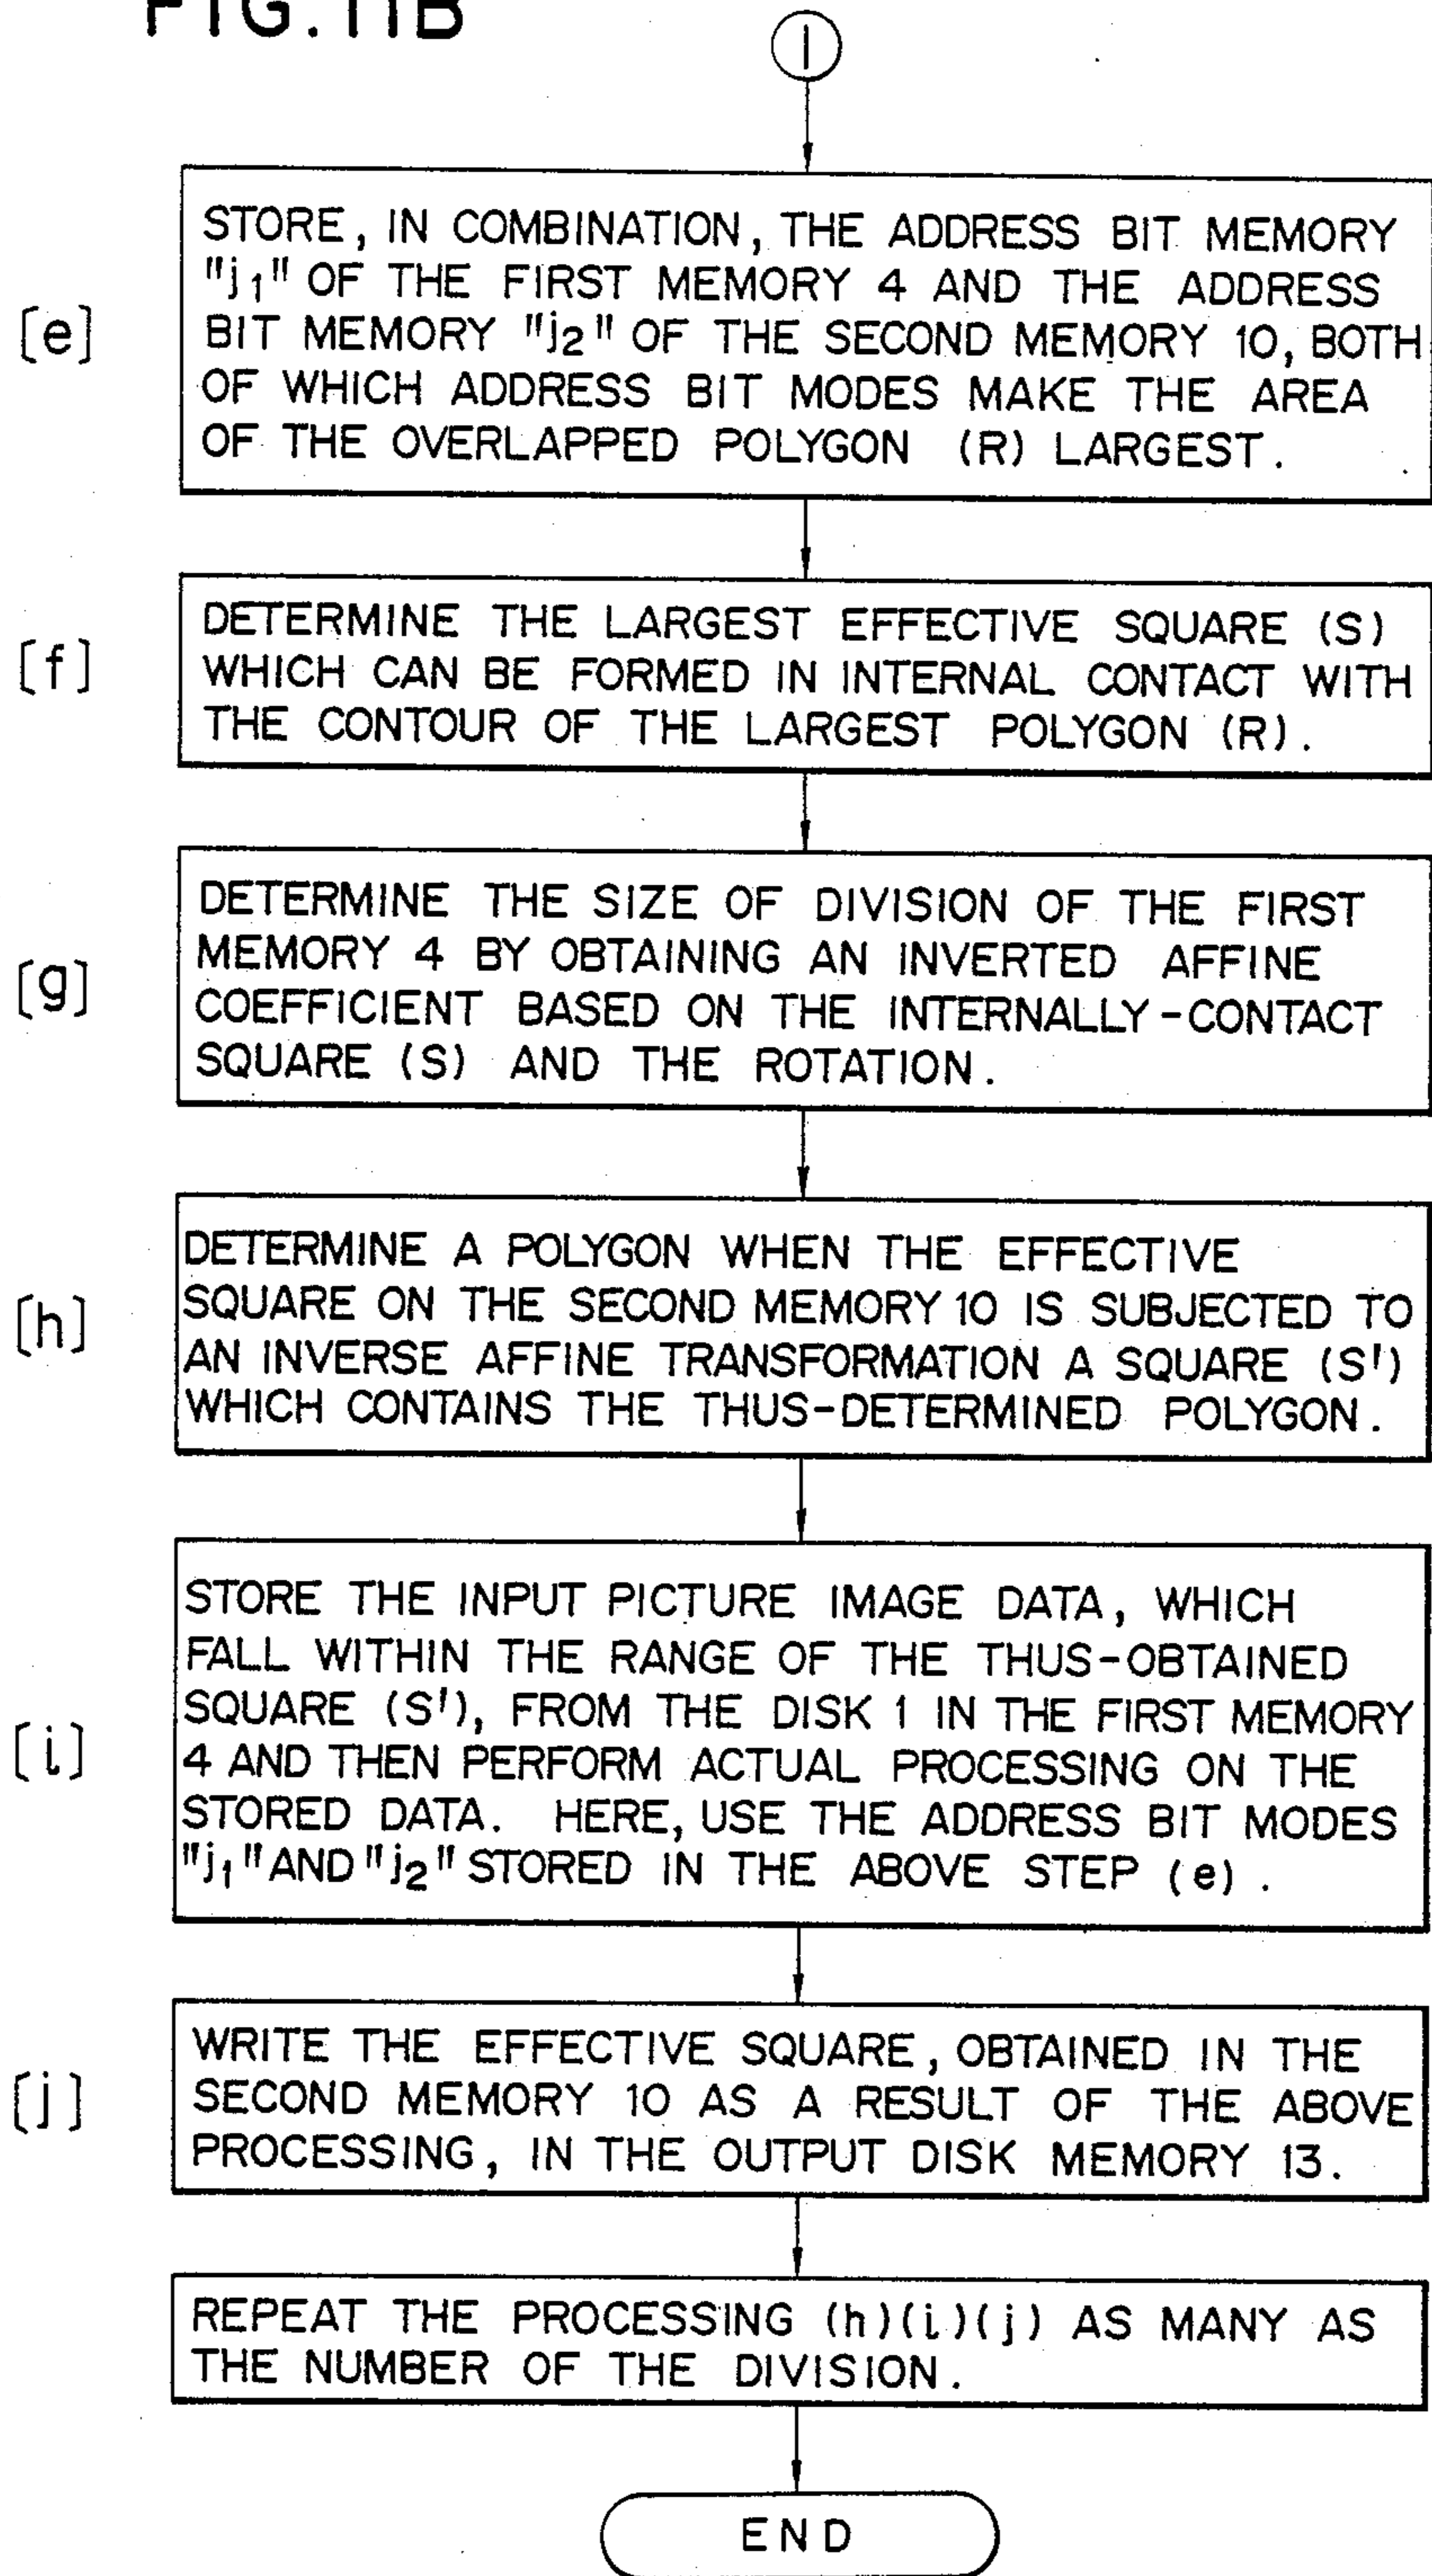 FIG. 11B
1
[e]
STORE, IN COMBINATION, THE ADDRESS BIT MEMORY
"j1" OF THE FIRST MEMORY 4 AND THE ADDRESS
BIT MEMORY "j2" OF THE SECOND MEMORY 10, BOTH
OF WHICH ADDRESS BIT MODES MAKE THE AREA
OF THE OVERLAPPED POLYGON (R) LARGEST.
[f]
DETERMINE THE LARGEST EFFECTIVE SQUARE (S)
WHICH CAN BE FORMED IN INTERNAL CONTACT WITH
THE CONTOUR OF THE LARGEST POLYGON (R).
[g]
DETERMINE THE SIZE OF DIVISION OF THE FIRST
MEMORY 4 BY OBTAINING AN INVERTED AFFINE
COEFFICIENT BASED ON THE INTERNALLY-CONTACT
SQUARE (S) AND THE ROTATION.
[h]
DETERMINE A POLYGON WHEN THE EFFECTIVE
SQUARE ON THE SECOND MEMORY 10 IS SUBJECTED TO
AN INVERSE AFFINE TRANSFORMATION A SQUARE (S')
WHICH CONTAINS THE THUS-DETERMINED POLYGON.
[i]
STORE THE INPUT PICTURE IMAGE DATA, WHICH
FALL WITHIN THE RANGE OF THE THUS-OBTAINED
SQUARE (S'), FROM THE DISK 1 IN THE FIRST MEMORY
4 AND THEN PERFORM ACTUAL PROCESSING ON THE
STORED DATA. HERE, USE THE ADDRESS BIT MODES
"j1" AND "j2" STORED IN THE ABOVE STEP (e).
[j]
WRITE THE EFFECTIVE SQUARE, OBTAINED IN THE
SECOND MEMORY 10 AS A RESULT OF THE ABOVE
PROCESSING, IN THE OUTPUT DISK MEMORY 13.
REPEAT THE PROCESSING (h)(i)(j) AS MANY AS
THE NUMBER OF THE DIVISION.
END